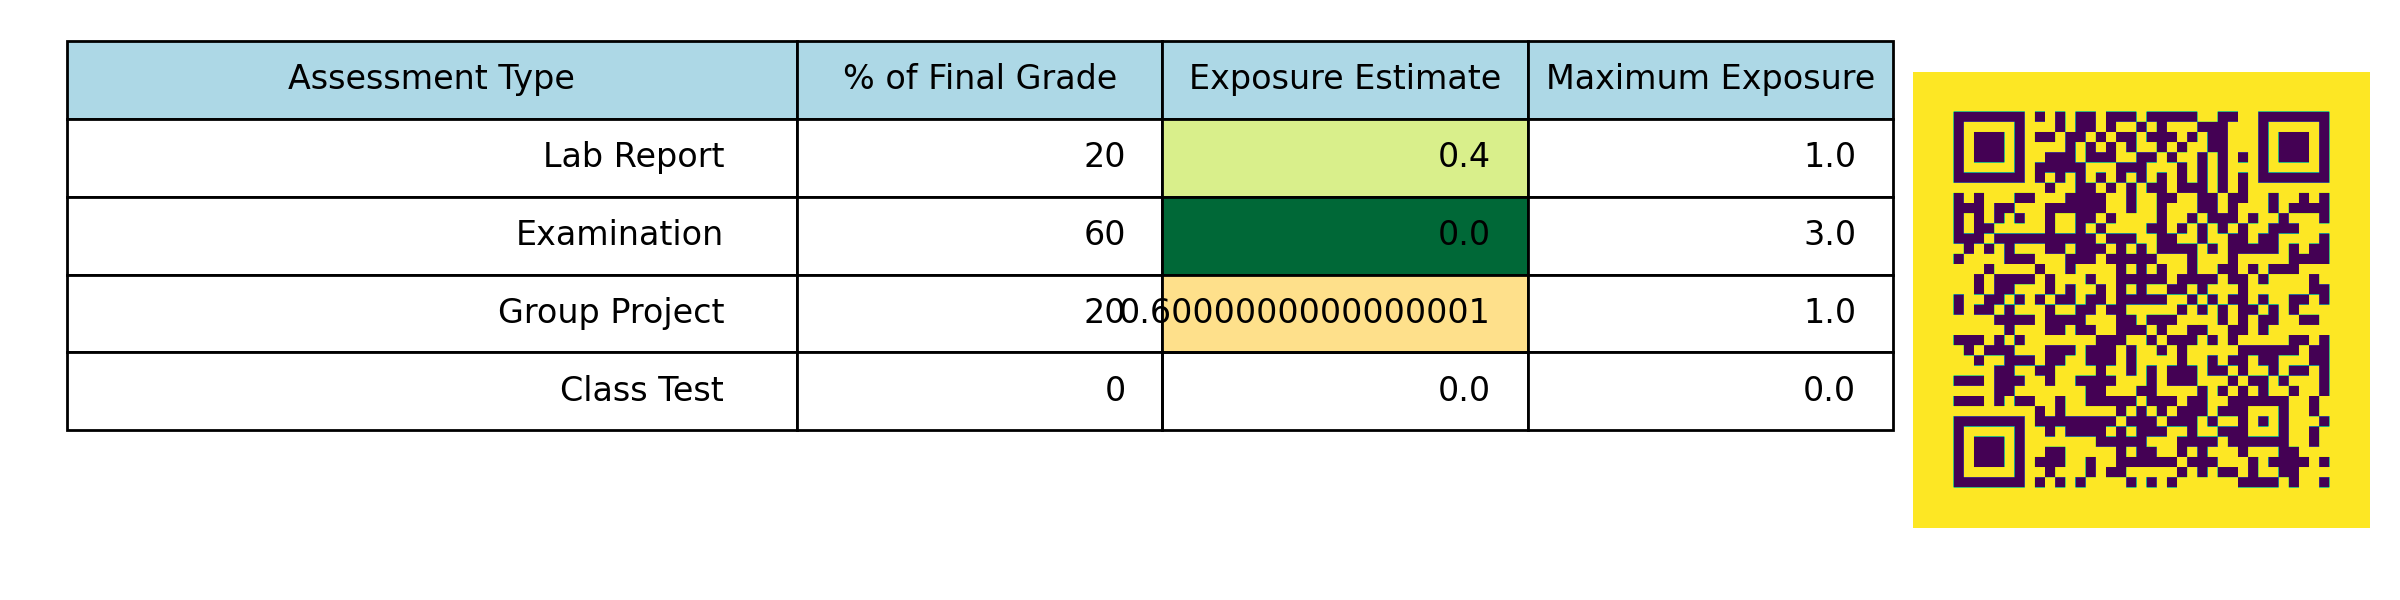 Assessment Type % of Final Grade Exposure Estimate Maximum Exposure
Lab Report 20 0.4 1.0
Examination 60 0.0 3.0
Group Project 20 0.6000000000000001 1.0
Class Test 0 0.0 0.0